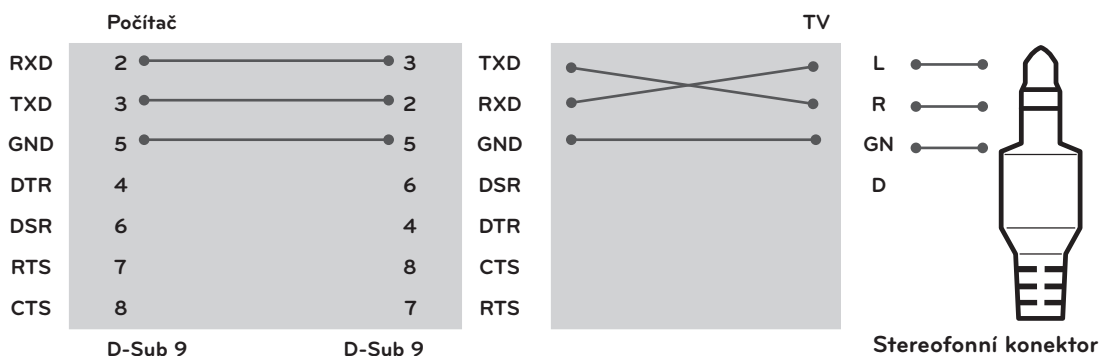 Počítač TV
RXD 2 3 TXD L
TXD 3 2 RXD R
GND 5 5 GND GN
DTR 4 6 DSR D
DSR 6 4 DTR
RTS 7 8 CTS
CTS 8 7 RTS
D-Sub 9 D-Sub 9 Stereofonní konektor